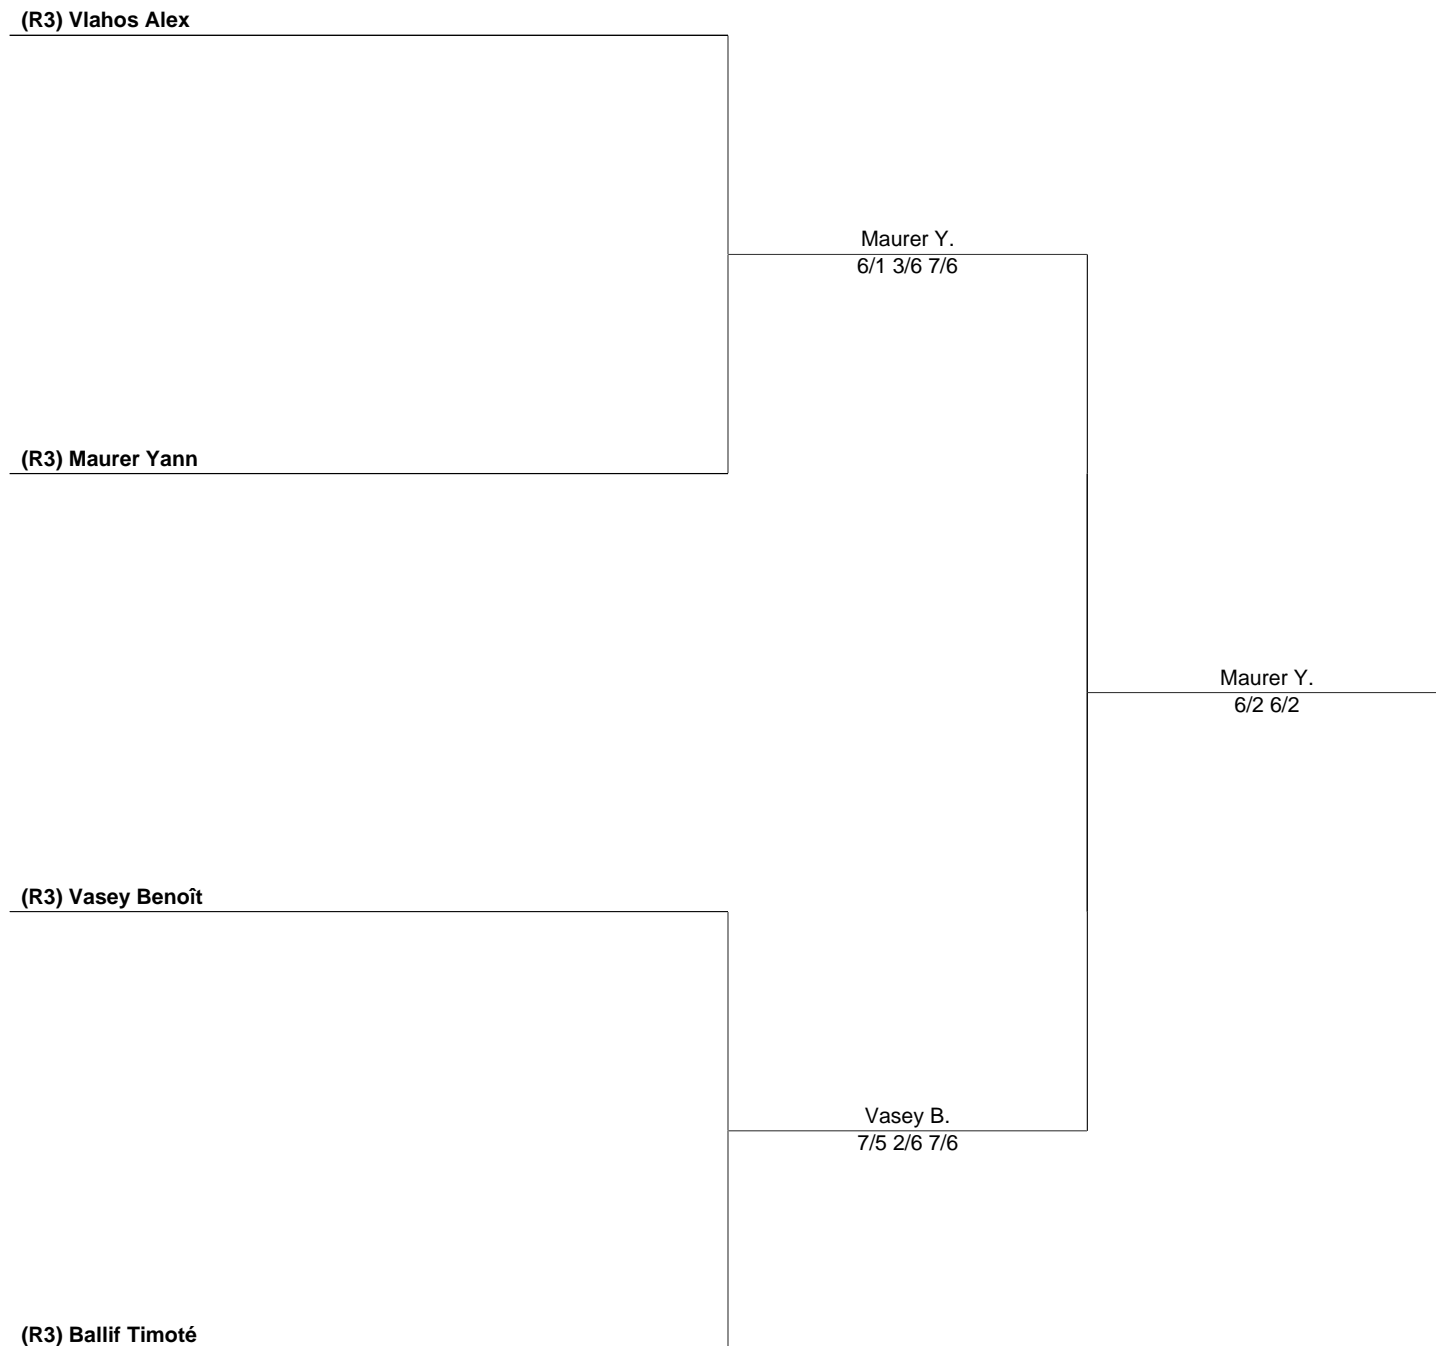 (R3) Vlahos Alex
Maurer Y.
6/1 3/6 7/6
(R3) Maurer Yann
Maurer Y.
6/2 6/2
(R3) Vasey Benoît
Vasey B.
7/5 2/6 7/6
(R3) Ballif Timoté